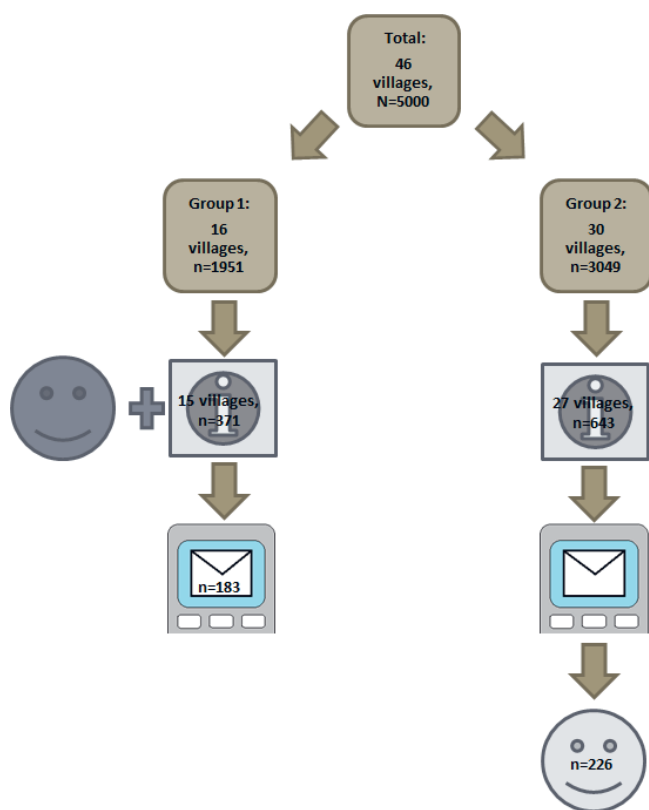 Total:
46
villages,
N=5000
Group 1:
16
villages,
n=1951
Group 2:
30
villages,
n=3049
15 villages,
n=371
27 villages,
n=643
n=183
n=226